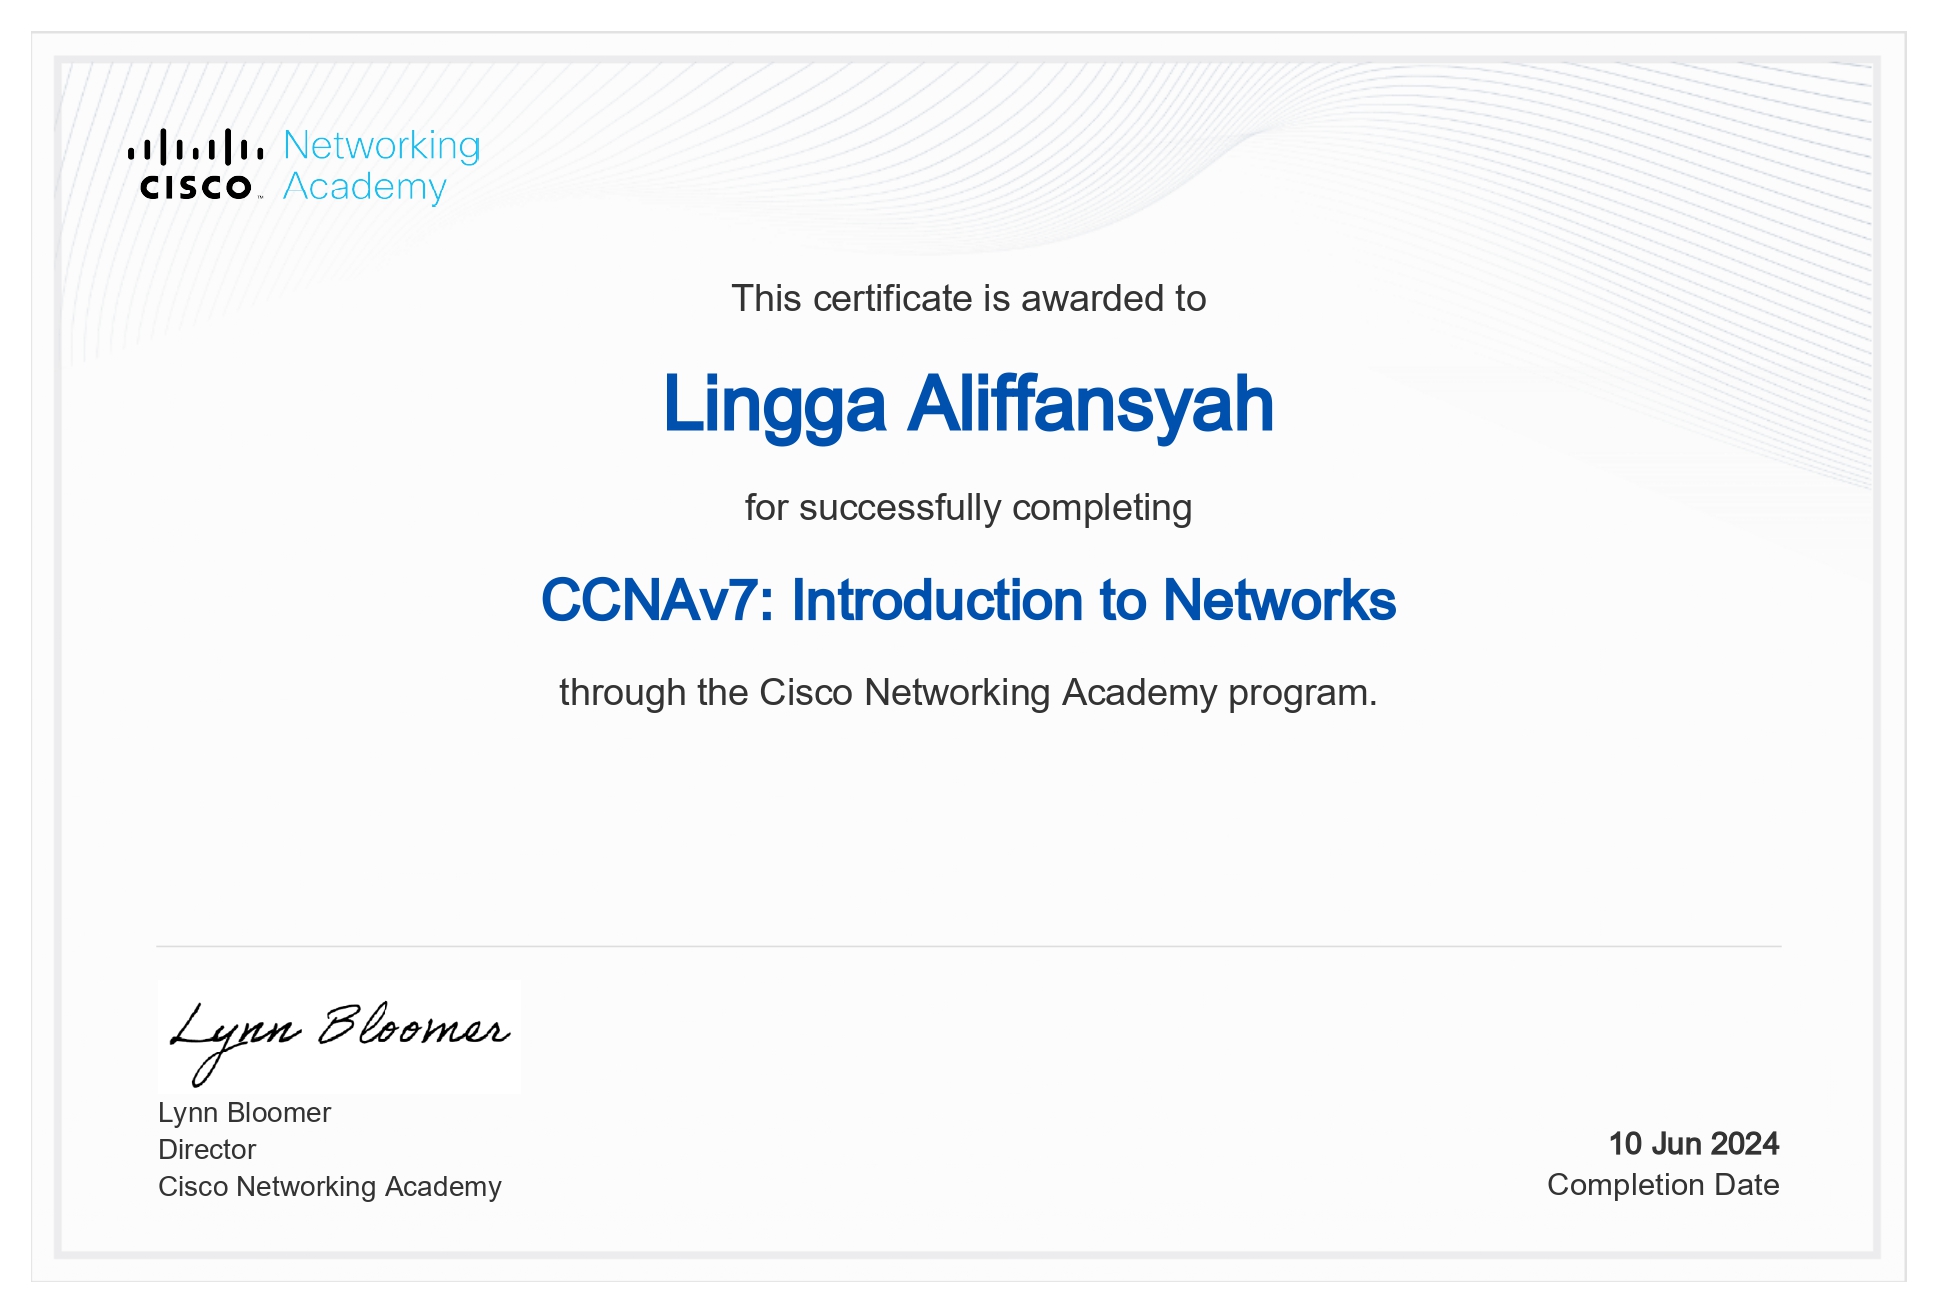 Networking
CISCO™ Academy
This certificate is awarded to
Lingga Aliffansyah
for successfully completing
CCNAv7: Introduction to Networks
through the Cisco Networking Academy program.
Lynn Bloomer
Lynn Bloomer
Director
Cisco Networking Academy
10 Jun 2024
Completion Date